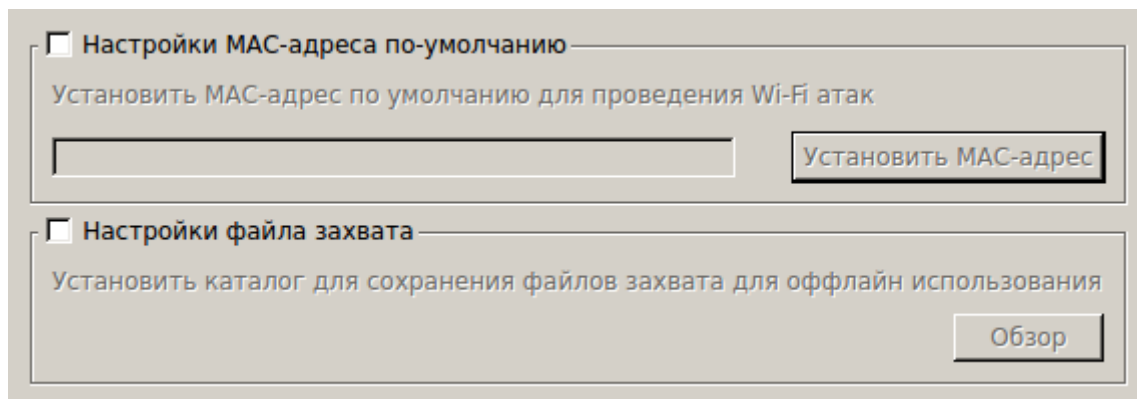 Настройки MAC-адреса по-умолчанию
Установить MAC-адрес по умолчанию для проведения Wi-Fi атак
Установить MAC-адрес
Настройки файла захвата
Установить каталог для сохранения файлов захвата для оффлайн использования
Обзор